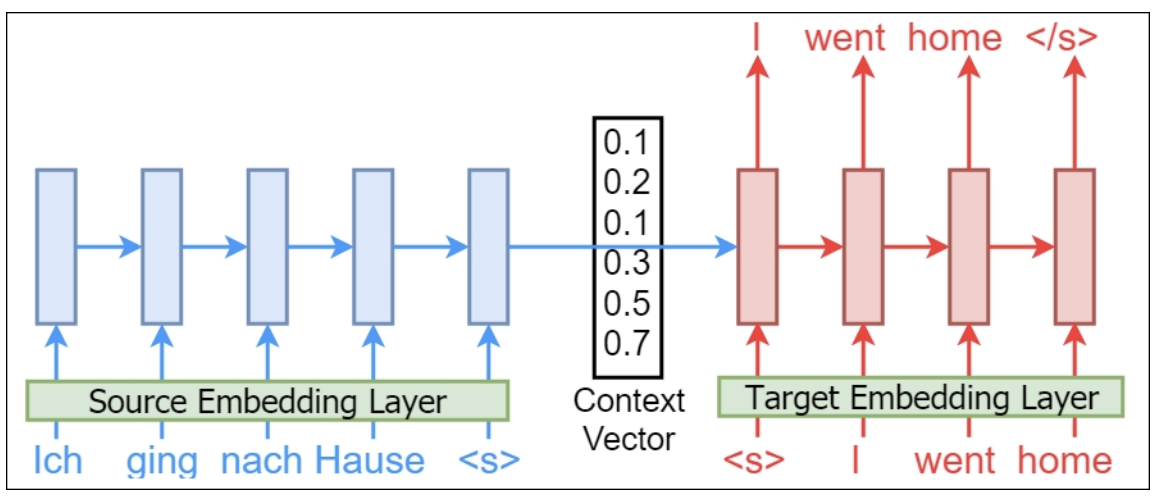 I went home </s>
0.1
0.2
0.1
0.3
0.5
0.7
Source Embedding Layer
Context
Vector
Target Embedding Layer
Ich ging nach Hause <s>
<s> I went home